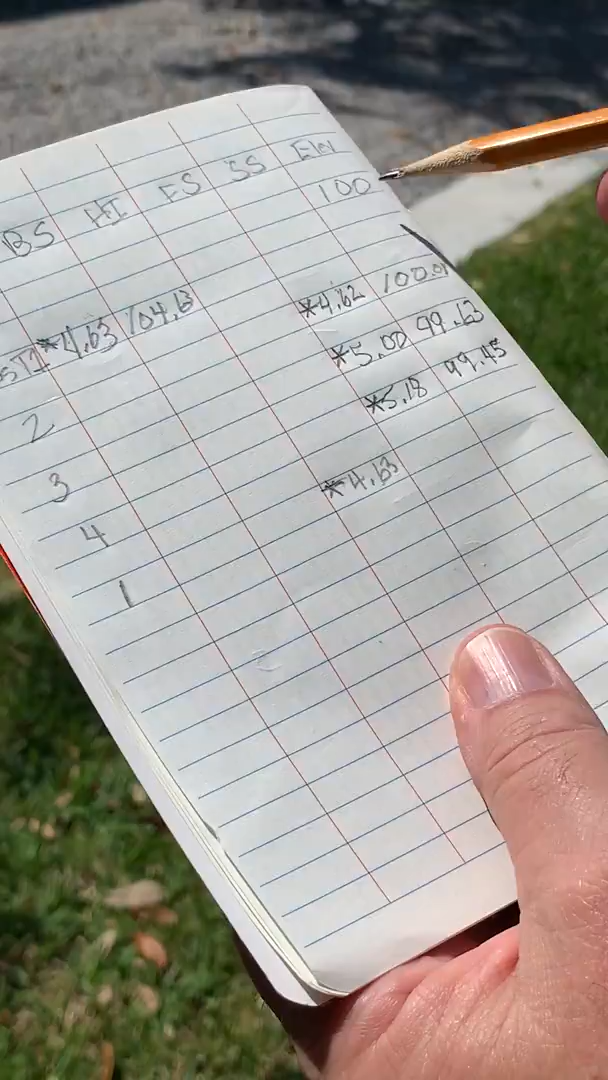 BS HI FS SS Elev
100
*4.63 104.63
2 *4.62 100.01
3 *5.00 99.63
4 *5.18 99.45
1 *4.63